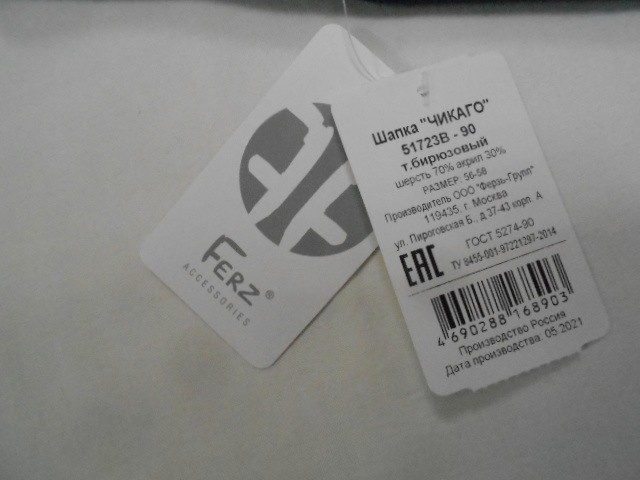 FERZ ®
ACCESSORIES
Шапка "ЧИКАГО"
51723В - 90
т.бирюзовый
шерсть 70% акрил 30%
РАЗМЕР: 56-58
Производитель ООО "Ферзь-Групп"
119435, г. Москва
ул. Пироговская Б., д.37-43 корп. А
ГОСТ 5274-90
ТУ 8455-001-97221297-2014
ЕАС
4 690288 168903
Производство Россия
Дата производства: 05.2021